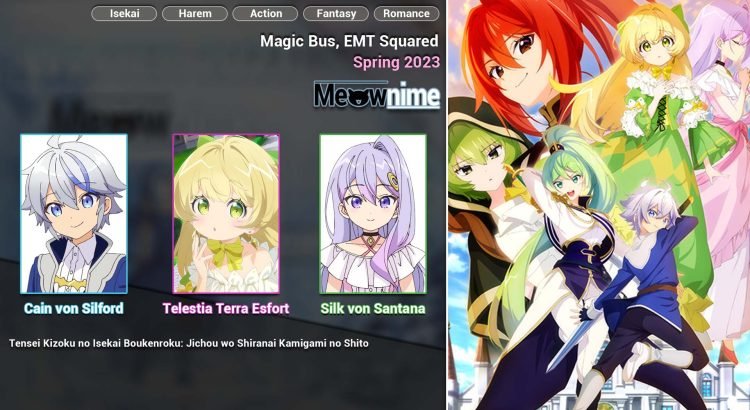 Isekai Harem Action Fantasy Romance
Magic Bus, EMT Squared
Spring 2023
Meownime
Cain von Silford Telestia Terra Esfort Silk von Santana
Tensei Kizoku no Isekai Boukenroku: Jichou wo Shiranai Kamigami no Shito